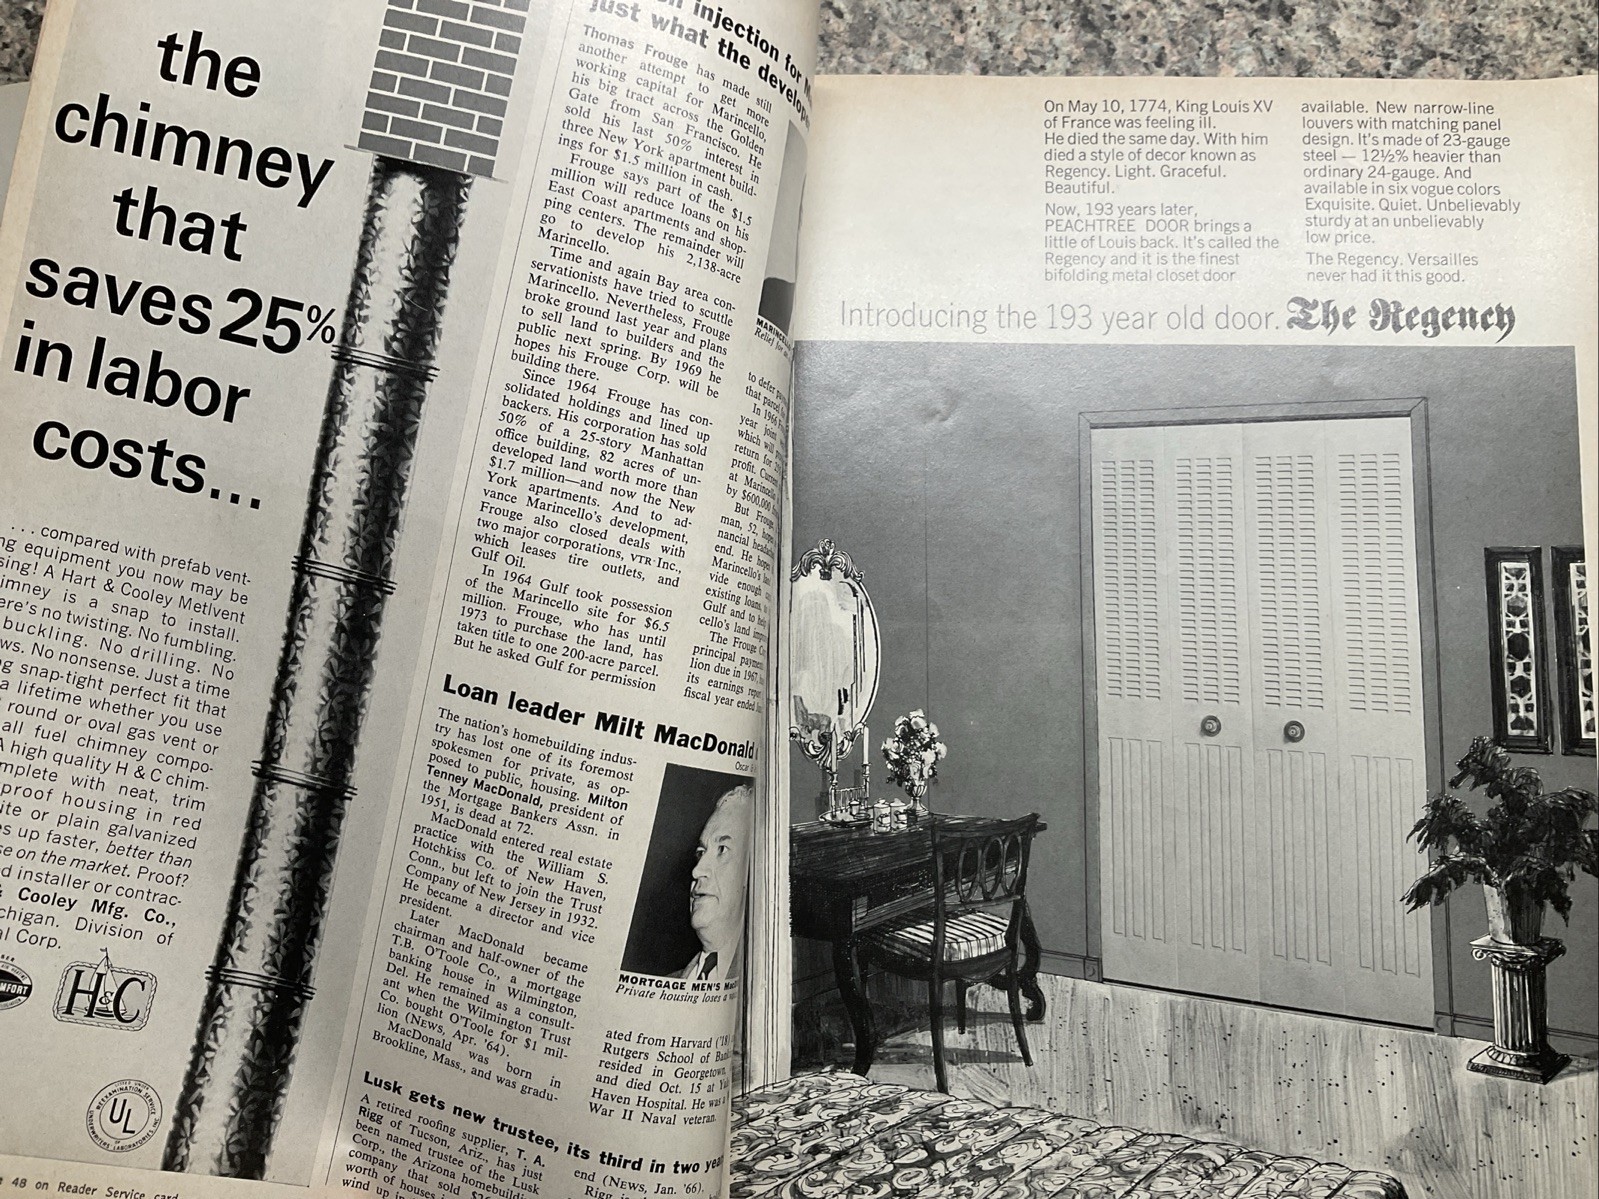 the
chimney
that
saves 25%
in labor
costs...
... compared with prefab vent-
equipment you now may be
! A Hart & Cooley Metlvent
is a snap to install.
no twisting. No fumbling.
buckling. No drilling. No
No nonsense. Just a time
snap-tight perfect fit that
a lifetime whether you use
round or oval gas vent or
all fuel chimney compo-
A high quality H & C chim-
with neat, trim
proof housing in red
or plain galvanized
up faster, better than
on the market. Proof?
installer or contrac-
& Cooley Mfg. Co.,
Division of
Corp.
H&C
UL
48 on Reader Service card
injection for
just what the
Thomas Frouge has made still
another attempt to get more
working capital for Marincello,
his big tract across the Golden
Gate from San Francisco. He
sold his last 50% interest in
three New York apartment build-
ings for $1.5 million in cash.
Frouge says part of the $1.5
million will reduce loans on his
East Coast apartments and shop-
ping centers. The remainder will
go to develop his 2,138-acre
Marincello.
Time and again Bay area con-
servationists have tried to scuttle
Marincello. Nevertheless, Frouge
broke ground last year and plans
to sell land to builders and the
public next spring. By 1969 he
hopes his Frouge Corp. will be
building there.
Since 1964 Frouge has con-
solidated holdings and lined up
backers. His corporation has sold
50% of a 25-story Manhattan
office building, 82 acres of un-
developed land worth more than
$1.7 million—and now the New
York apartments. And to ad-
vance Marincello's development,
Frouge also closed deals with
two major corporations, VTR Inc.,
which leases tire outlets, and
Gulf Oil.
In 1964 Gulf took possession
of the Marincello site for $6.5
million. Frouge, who has until
1973 to purchase the land, has
taken title to one 200-acre parcel.
But he asked Gulf for permission
to defer
that parcel
In 1966
year
which will
return for
profit.
at Marincello
by $600,000
But
man, 52,
nancial
end. He
Marincello's
vide enough
existing loans,
Gulf and to
cello's land
The Frouge
principal
lion due in 1967,
its earnings
fiscal year ended
Loan leader Milt MacDonald
The nation's homebuilding indus-
try has lost one of its foremost
spokesmen for private, as op-
posed to public, housing. Milton
Tenney MacDonald, president of
the Mortgage Bankers Assn. in
1951, is dead at 72.
MacDonald entered real estate
practice with the William S.
Hotchkiss Co. of New Haven,
Conn., but left to join the Trust
Company of New Jersey in 1932.
He became a director and vice
president.
Later MacDonald became
chairman and half-owner of the
T.B. O'Toole Co., a mortgage
banking house in Wilmington,
Del. He remained as a consult-
ant when the Wilmington Trust
Co. bought O'Toole for $1 mil-
lion (NEWS, Apr. '64).
MacDonald was born in
Brookline, Mass., and was gradu-
MORTGAGE MEN'S
Private housing loses a
ated from Harvard ('18)
Rutgers School of
resided in Georgetown,
and died Oct. 15 at
Haven Hospital. He was a
War II Naval veteran.
Lusk gets new trustee, its third in two
A retired roofing supplier, T. A.
Rigg of Tucson, Ariz., has just
been named trustee of the Lusk
Corp., the Arizona homebuilding
company that sold
worth of houses
wind up
end (NEWS, Jan. '66).
Rigg
On May 10, 1774, King Louis XV
of France was feeling ill.
He died the same day. With him
died a style of decor known as
Regency. Light. Graceful.
Beautiful.
Now, 193 years later,
PEACHTREE DOOR brings a
little of Louis back. It's called the
Regency and it is the finest
bifolding metal closet door
available. New narrow-line
louvers with matching panel
design. It's made of 23-gauge
steel — 12½% heavier than
ordinary 24-gauge. And
available in six vogue colors
Exquisite. Quiet. Unbelievably
sturdy at an unbelievably
low price.
The Regency. Versailles
never had it this good.
Introducing the 193 year old door. The Regency